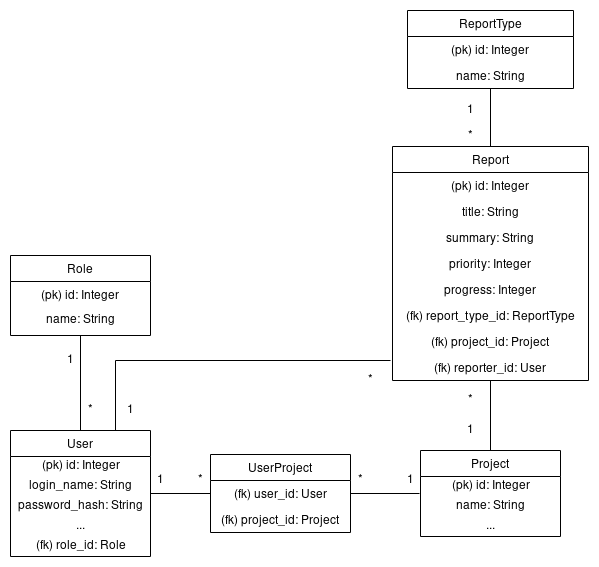 ReportType
(pk) id: Integer
name: String
1
*
Report
(pk) id: Integer
title: String
summary: String
priority: Integer
progress: Integer
(fk) report_type_id: ReportType
(fk) project_id: Project
(fk) reporter_id: User
Role
(pk) id: Integer
name: String
1
*
1
*
*
1
User
(pk) id: Integer
login_name: String
password_hash: String
...
(fk) role_id: Role
1
*
UserProject
(fk) user_id: User
(fk) project_id: Project
*
1
Project
(pk) id: Integer
name: String
...